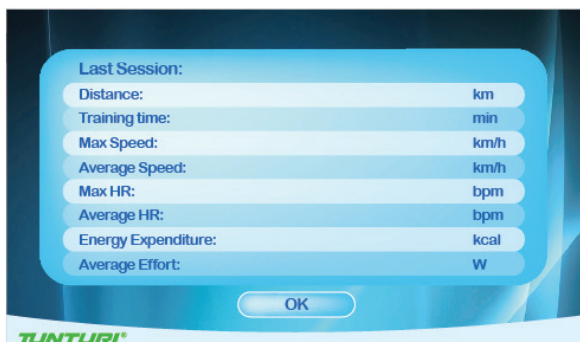 Last Session:
Distance: km
Training time: min
Max Speed: km/h
Average Speed: km/h
Max HR: bpm
Average HR: bpm
Energy Expenditure: kcal
Average Effort: W
OK
TUNTURI®